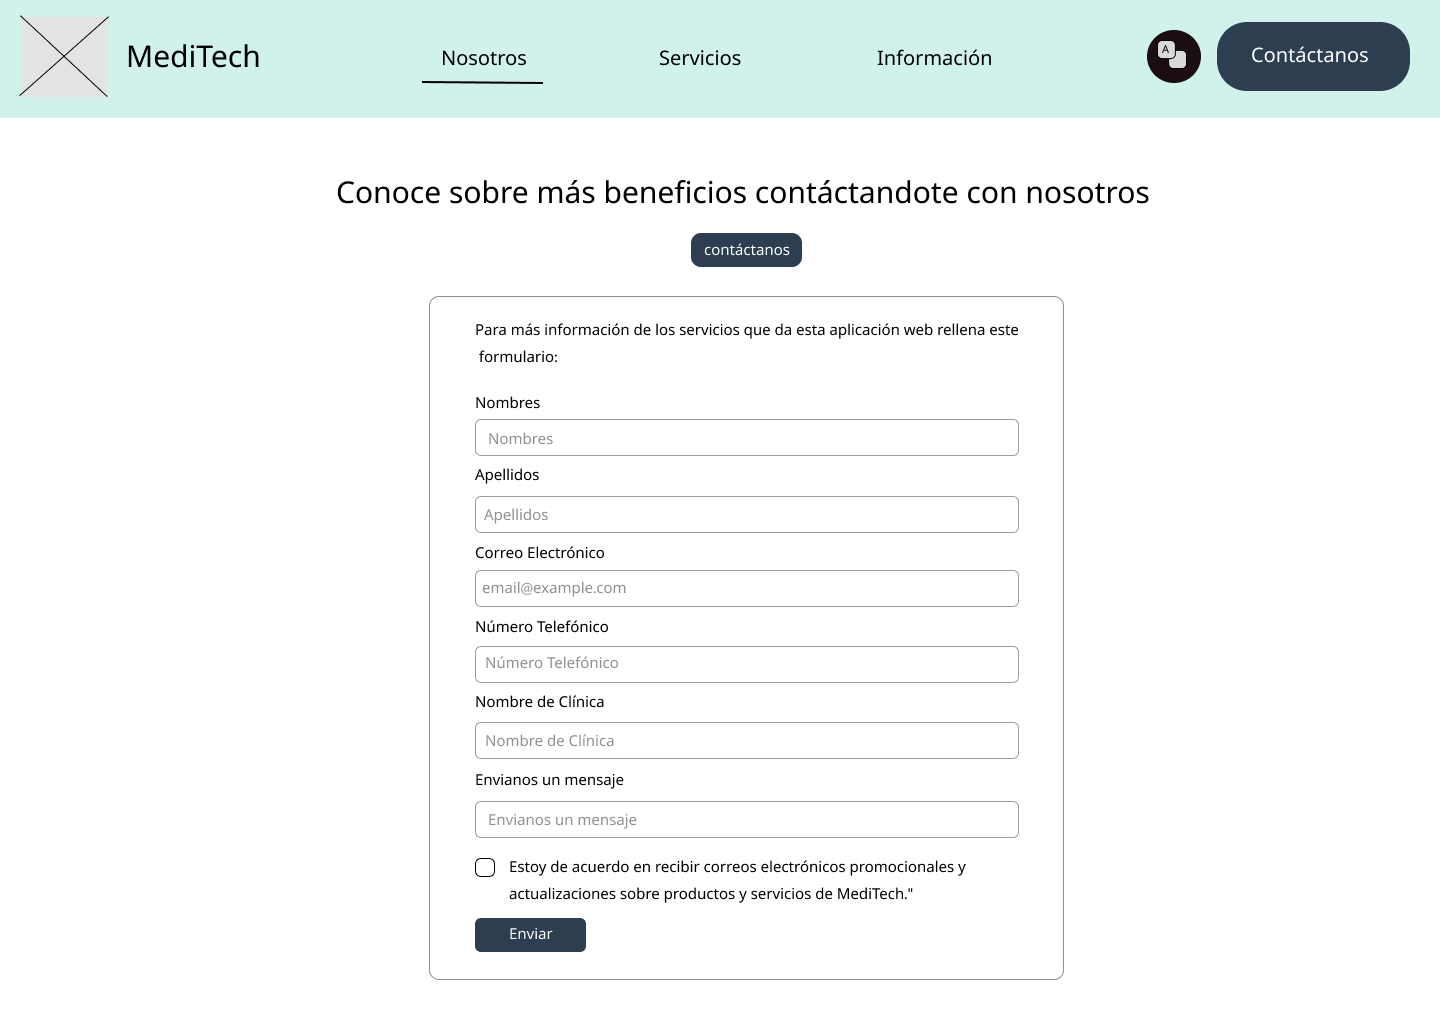 MediTech
Nosotros
Servicios
Información
A
Contáctanos
Conoce sobre más beneficios contáctandote con nosotros
contáctanos
Para más información de los servicios que da esta aplicación web rellena este
formulario:
Nombres
Nombres
Apellidos
Apellidos
Correo Electrónico
email@example.com
Número Telefónico
Número Telefónico
Nombre de Clínica
Nombre de Clínica
Envianos un mensaje
Envianos un mensaje
Estoy de acuerdo en recibir correos electrónicos promocionales y
actualizaciones sobre productos y servicios de MediTech."
Enviar